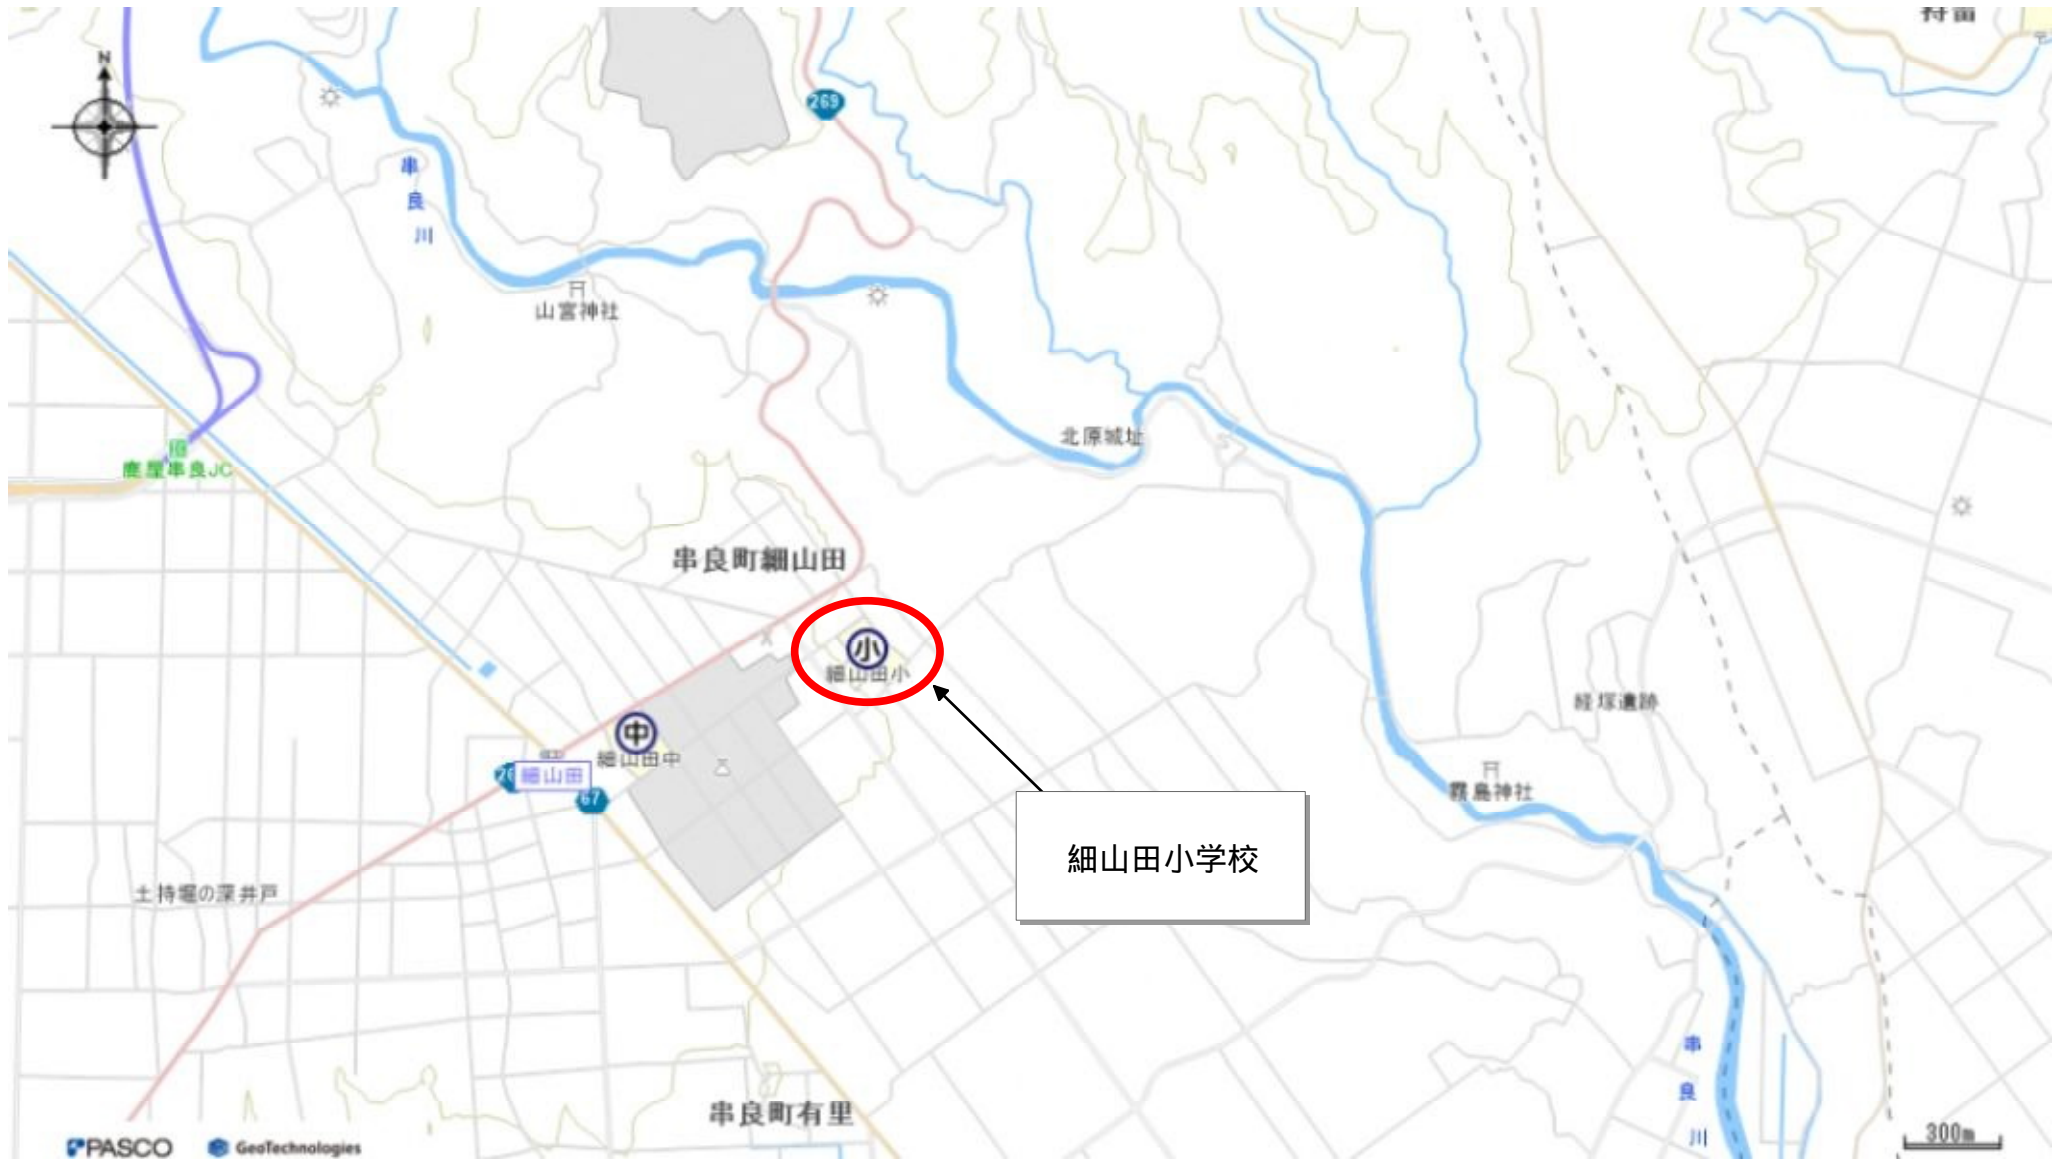 N
269
串良川
山宮神社
北原城址
鹿屋串良JC
串良町細山田
小
細山田小
中
細山田中
細山田
67
経塚遺跡
霧島神社
細山田小学校
土持堀の深井戸
串良川
串良町有里
PASCO
GeoTechnologies
300m